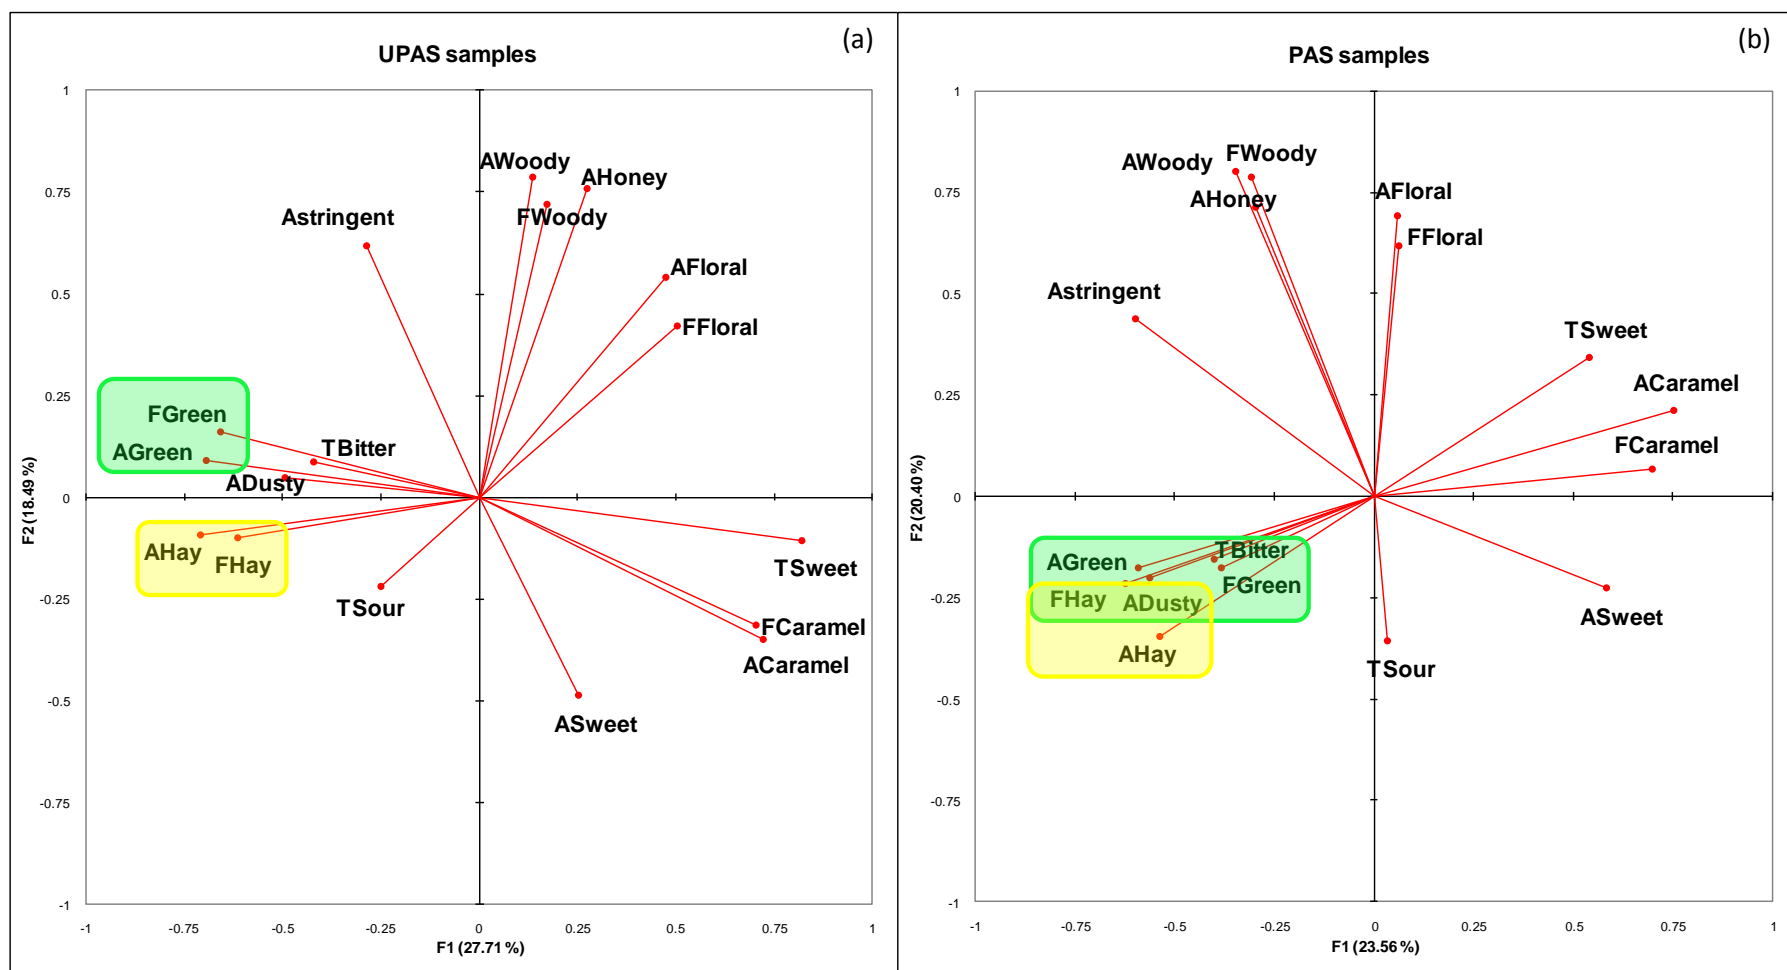 UPAS samples
(a)
1
AWoody
AHoney
0.75
FWoody
Astringent
AFloral
0.5
FFloral
0.25
FGreen
TBitter
AGreen
ADusty
0
AHay
FHay
TSweet
-0.25
TSour
FCaramel
ACaramel
-0.5
ASweet
-0.75
-1
-1 -0.75 -0.5 -0.25 0 0.25 0.5 0.75 1
F1 (27.71 %)
F2 (18.49 %)
PAS samples
(b)
1
AWoody
FWoody
AHoney
AFloral
0.75
FFloral
Astringent
0.5
TSweet
ACaramel
0.25
FCaramel
0
AGreen
TBitter
FHay
ADusty
FGreen
-0.25
ASweet
AHay
TSour
-0.5
-0.75
-1
-1 -0.75 -0.5 -0.25 0 0.25 0.5 0.75 1
F1 (23.56 %)
F2 (20.40 %)